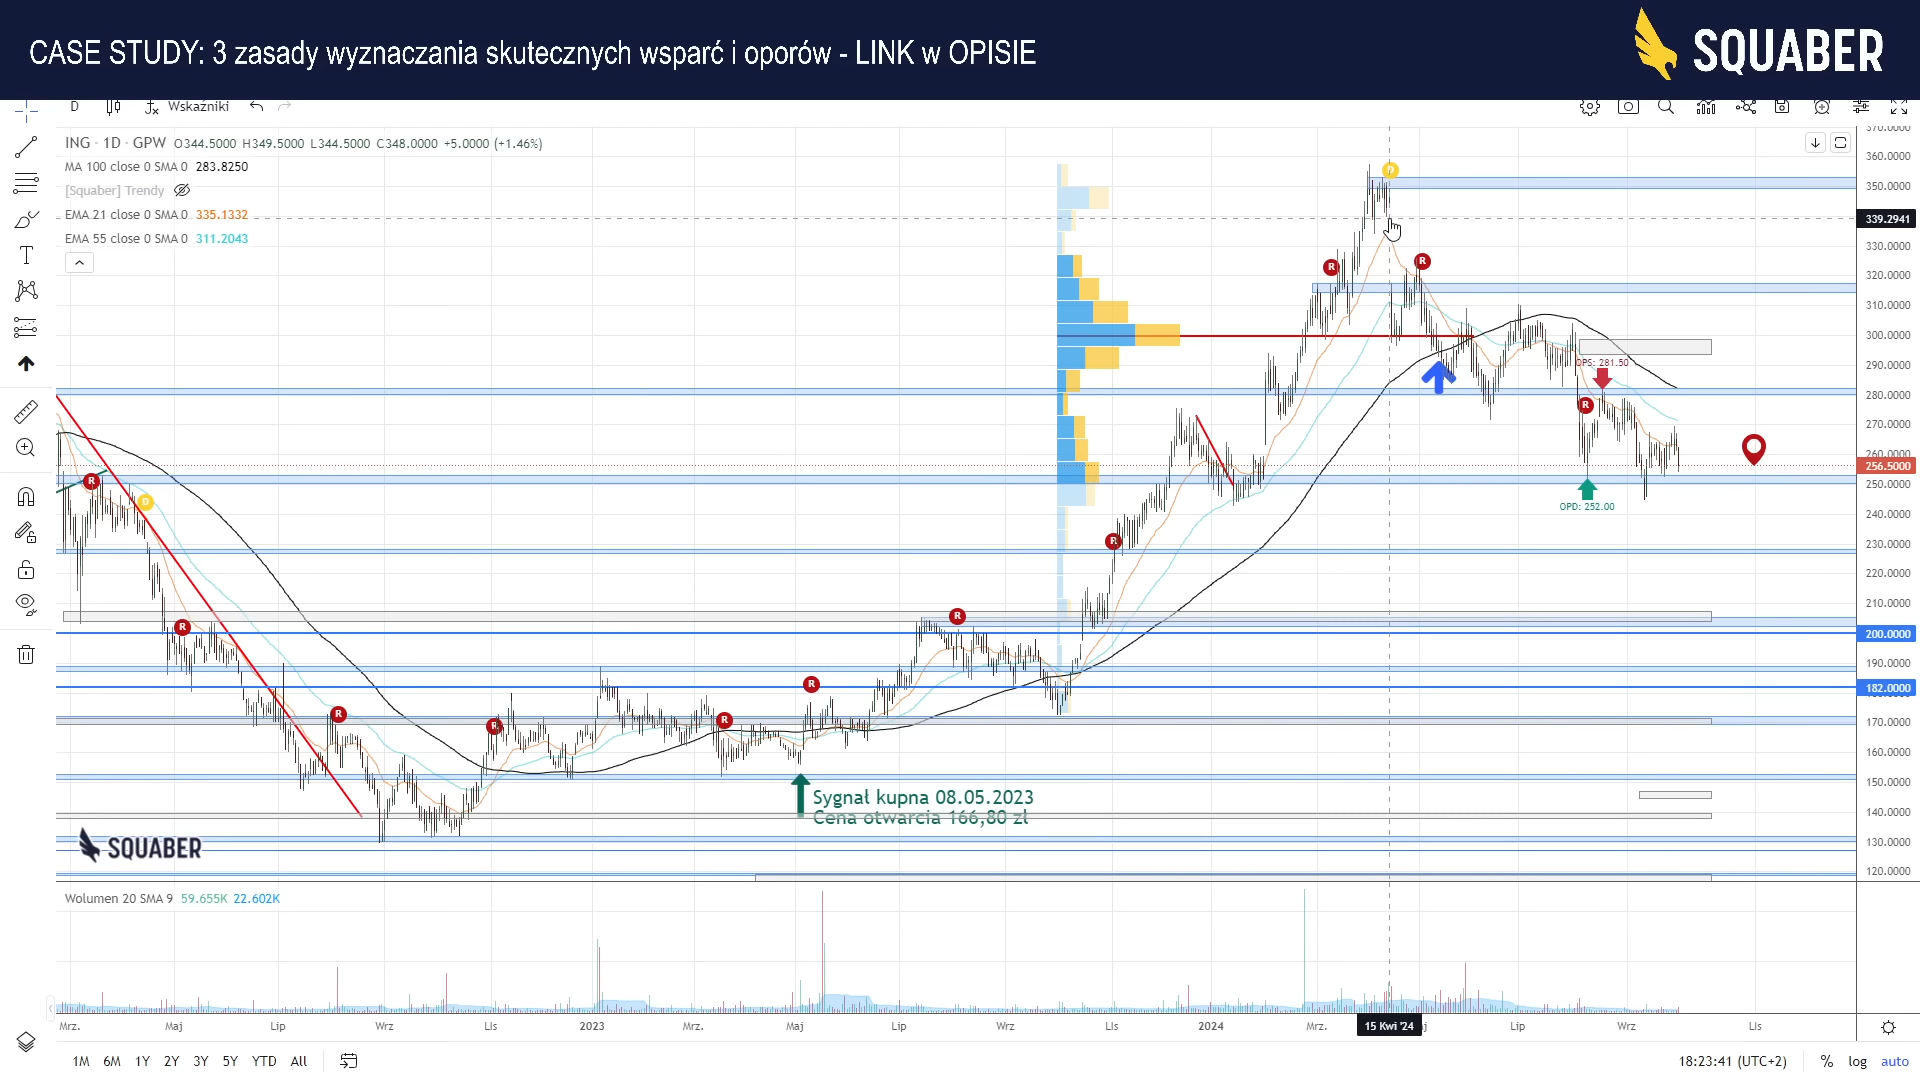 CASE STUDY: 3 zasady wyznaczania skutecznych wsparć i oporów - LINK w OPISIE
SQUABER
D
Wskaźniki
ING · 1D · GPW O344.5000 H349.5000 L344.5000 C348.0000 +5.0000 (+1.46%)
MA 100 close 0 SMA 0 283.8250
[Squaber] Trendy
EMA 21 close 0 SMA 0 335.1332
EMA 55 close 0 SMA 0 311.2043
370.0000
360.0000
350.0000
339.2941
330.0000
320.0000
310.0000
300.0000
290.0000
280.0000
270.0000
260.0000
256.5000
250.0000
240.0000
230.0000
220.0000
210.0000
200.0000
190.0000
182.0000
170.0000
160.0000
150.0000
140.0000
130.0000
120.0000
D
R
R
OPS: 281.50
R
OPD: 252.00
R
D
R
R
R
R
R
R
R
Sygnał kupna 08.05.2023
Cena otwarcia 166,80 zł
SQUABER
Wolumen 20 SMA 9 59.655K 22.602K
Mrz. Maj Lip Wrz Lis 2023 Mrz. Maj Lip Wrz Lis 2024 Mrz. 15 Kwi '24 Lip Wrz Lis
1M 6M 1Y 2Y 3Y 5Y YTD All
18:23:41 (UTC+2) % log auto